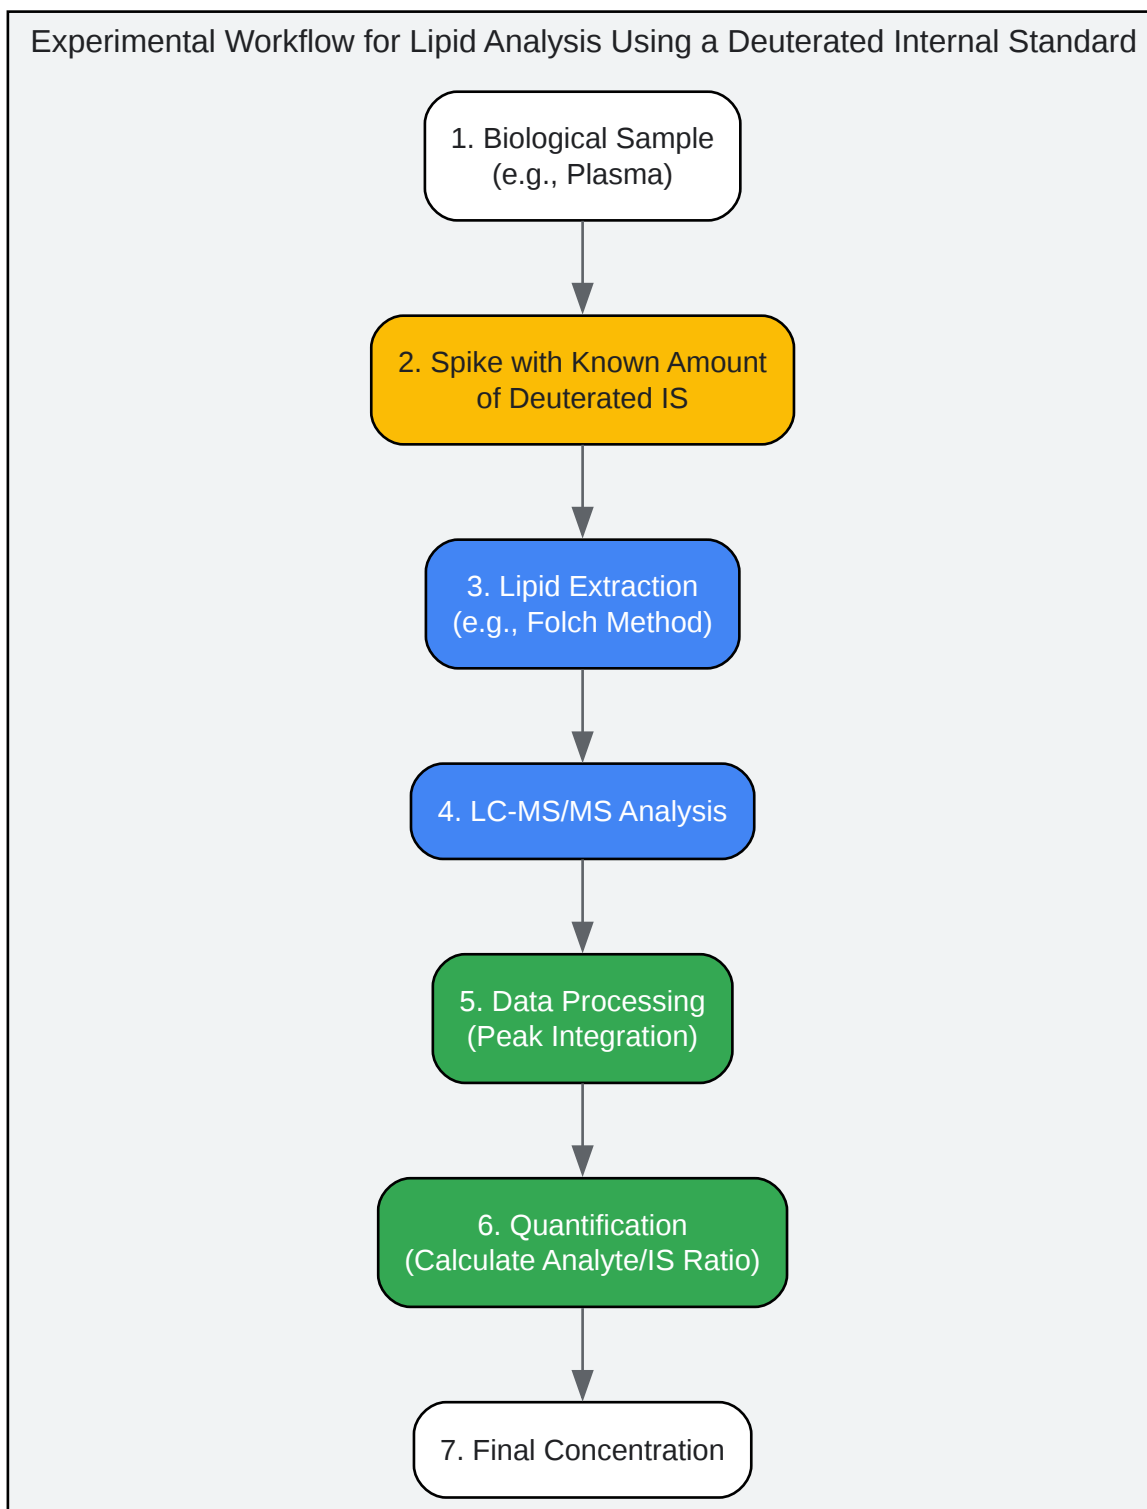 Experimental Workflow for Lipid Analysis Using a Deuterated Internal Standard
1. Biological Sample
(e.g., Plasma)
2. Spike with Known Amount
of Deuterated IS
3. Lipid Extraction
(e.g., Folch Method)
4. LC-MS/MS Analysis
5. Data Processing
(Peak Integration)
6. Quantification
(Calculate Analyte/IS Ratio)
7. Final Concentration